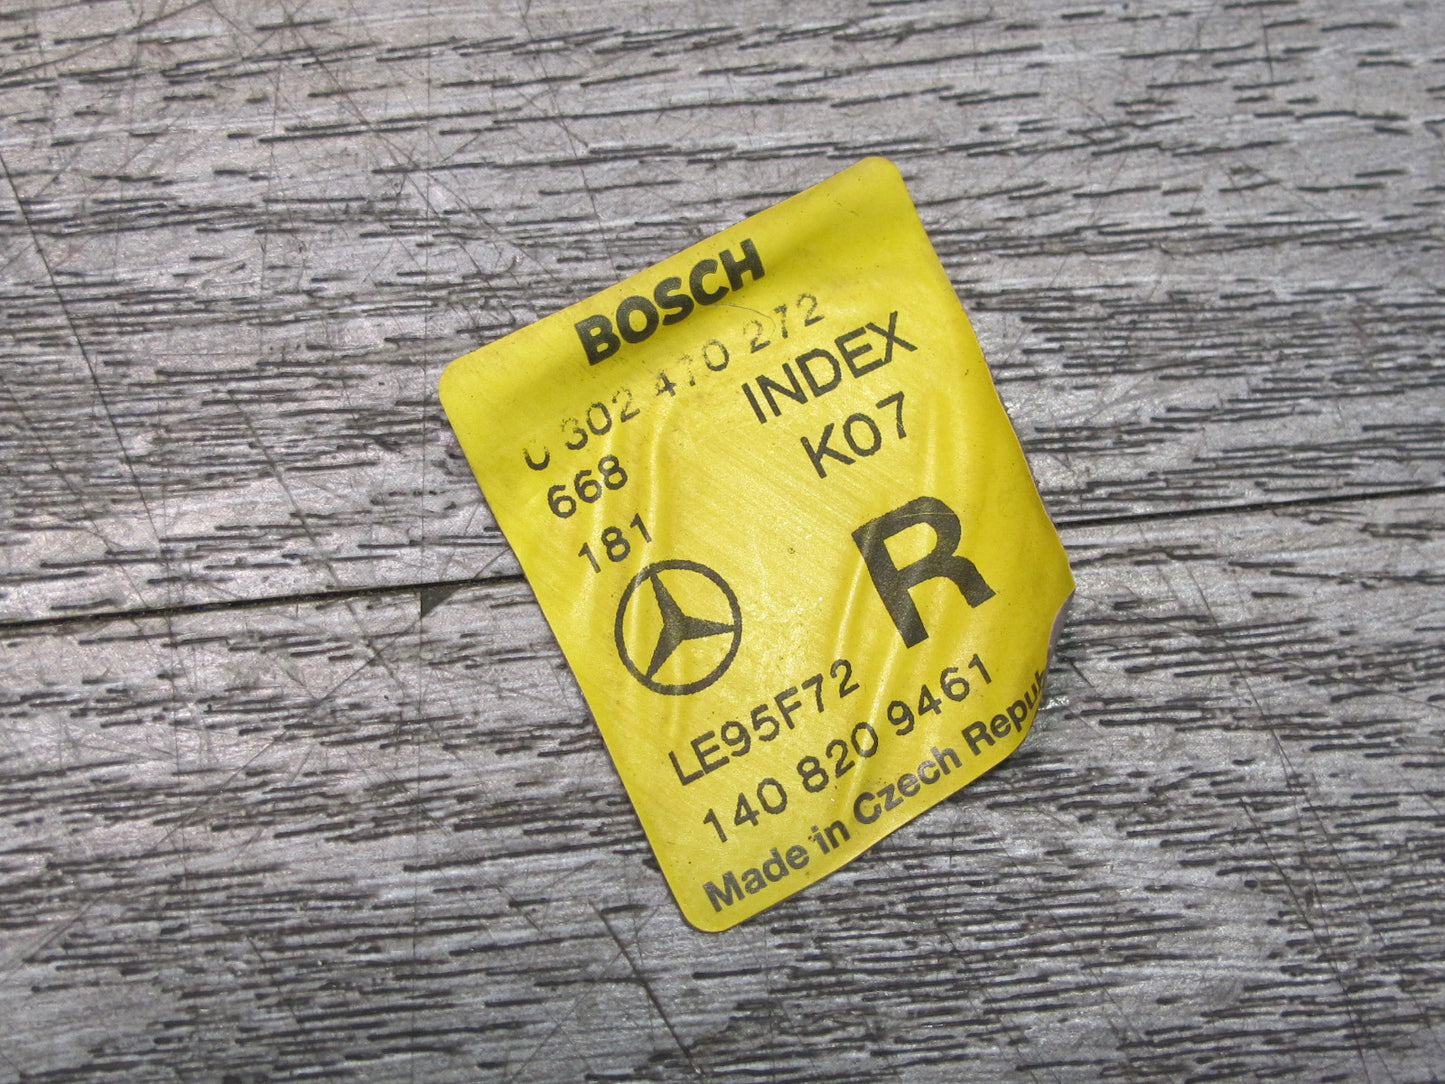 BOSCH
0 302 470 272
668 INDEX
181 K07
R
LE95F72
140 820 9461
Made in Czech Repub